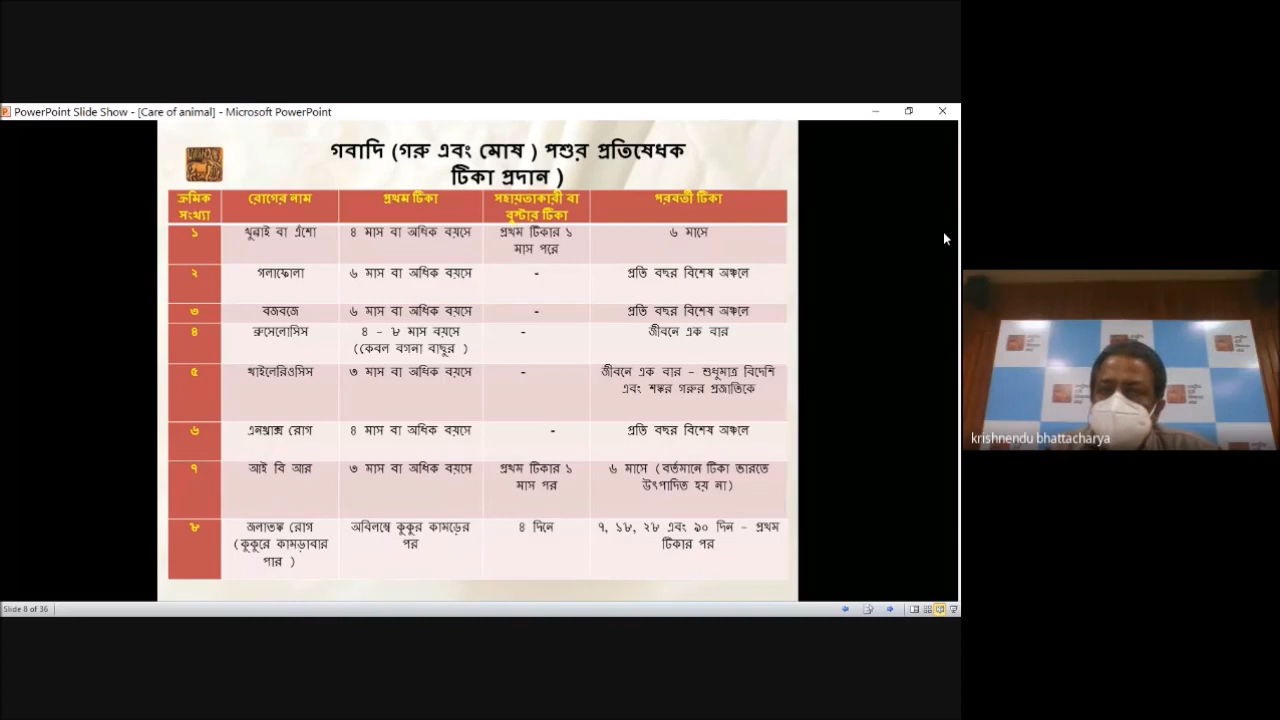 PowerPoint Slide Show - [Care of animal] - Microsoft PowerPoint
গবাদি (গরু এবং মোষ ) পশুর প্রতিষেধক
টিকা প্রদান )
ক্রমিক সংখ্যা রোগের নাম প্রথম টিকা সহায়তাকারী বা বুস্টার টিকা পরবর্তী টিকা
১ খুরাই বা এঁশো ৪ মাস বা অধিক বয়সে প্রথম টিকার ১ মাস পরে ৬ মাসে
২ গলাফোলা ৬ মাস বা অধিক বয়সে - প্রতি বছর বিশেষ অঞ্চলে
৩ বজবজে ৬ মাস বা অধিক বয়সে - প্রতি বছর বিশেষ অঞ্চলে
৪ ব্রুসেলোসিস ৪ - ৮ মাস বয়সে ((কেবল বগনা বাছুর ) - জীবনে এক বার
৫ থাইলেরিওসিস ৩ মাস বা অধিক বয়সে - জীবনে এক বার - শুধুমাত্র বিদেশি এবং শঙ্কর গরুর প্রজাতিকে
৬ এনথ্রাক্স রোগ ৪ মাস বা অধিক বয়সে - প্রতি বছর বিশেষ অঞ্চলে
৭ আই বি আর ৩ মাস বা অধিক বয়সে প্রথম টিকার ১ মাস পর ৬ মাসে (বর্তমানে টিকা ভারতে উৎপাদিত হয় না)
৮ জলাতঙ্ক রোগ (কুকুরে কামড়াবার পার ) অবিলম্বে কুকুর কামড়ের পর ৪ দিনে ৭, ১৮, ২৮ এবং ৯০ দিন - প্রথম টিকার পর
Slide 8 of 36
krishnendu bhattacharya